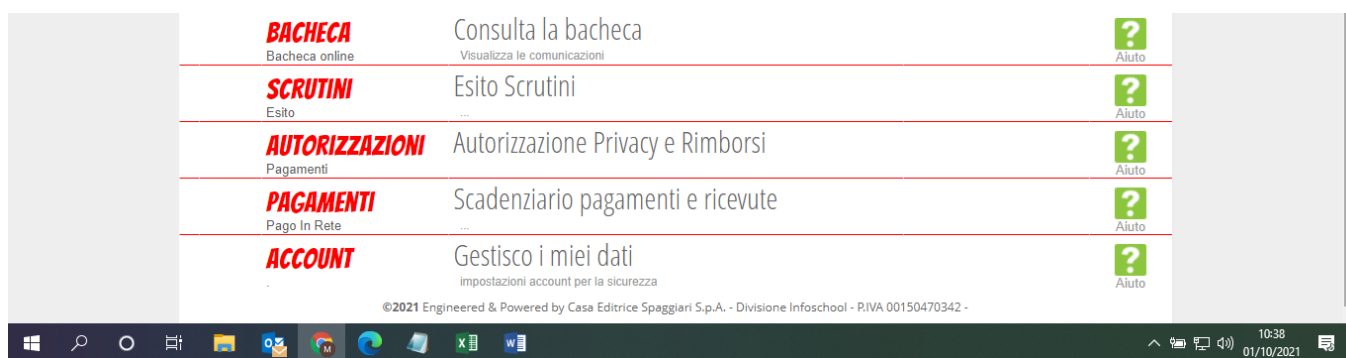 BACHECA Consulta la bacheca
Bacheca online Visualizza le comunicazioni Aiuto
SCRUTINI Esito Scrutini
Esito ... Aiuto
AUTORIZZAZIONI Autorizzazione Privacy e Rimborsi
Pagamenti Aiuto
PAGAMENTI Scadenziario pagamenti e ricevute
Pago In Rete ... Aiuto
ACCOUNT Gestisco i miei dati
. impostazioni account per la sicurezza Aiuto
©2021 Engineered & Powered by Casa Editrice Spaggiari S.p.A. - Divisione Infoschool - P.IVA 00150470342 -
10:38
01/10/2021